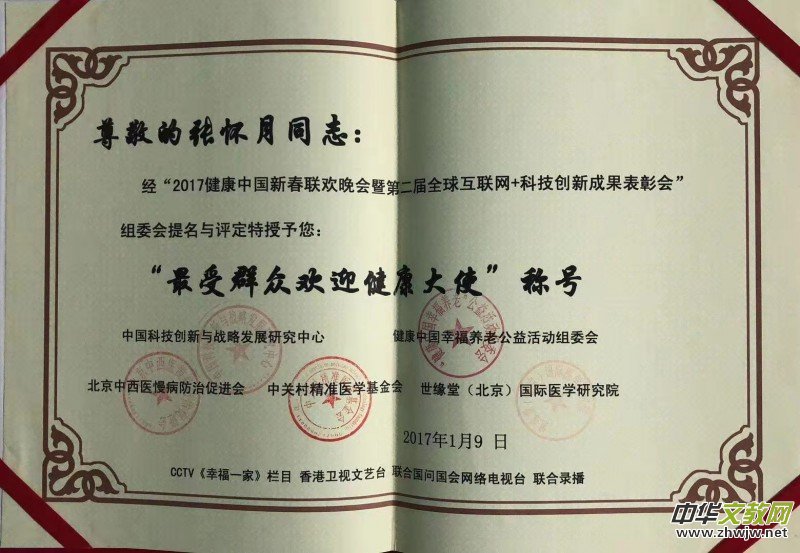 尊敬的张怀月同志：
经“2017健康中国新春联欢晚会暨第二届全球互联网+科技创新成果表彰会”
组委会提名与评定特授予您：
“最受群众欢迎健康大使”称号
中国科技创新与战略发展研究中心 健康中国幸福养老公益活动组委会
北京中西医慢病防治促进会 中关村精准医学基金会 世缘堂（北京）国际医学研究院
2017年1月9日
CCTV《幸福一家》栏目 香港卫视文艺台 联合国问国会网络电视台 联合录播
中华文教网
www.zhwjw.net